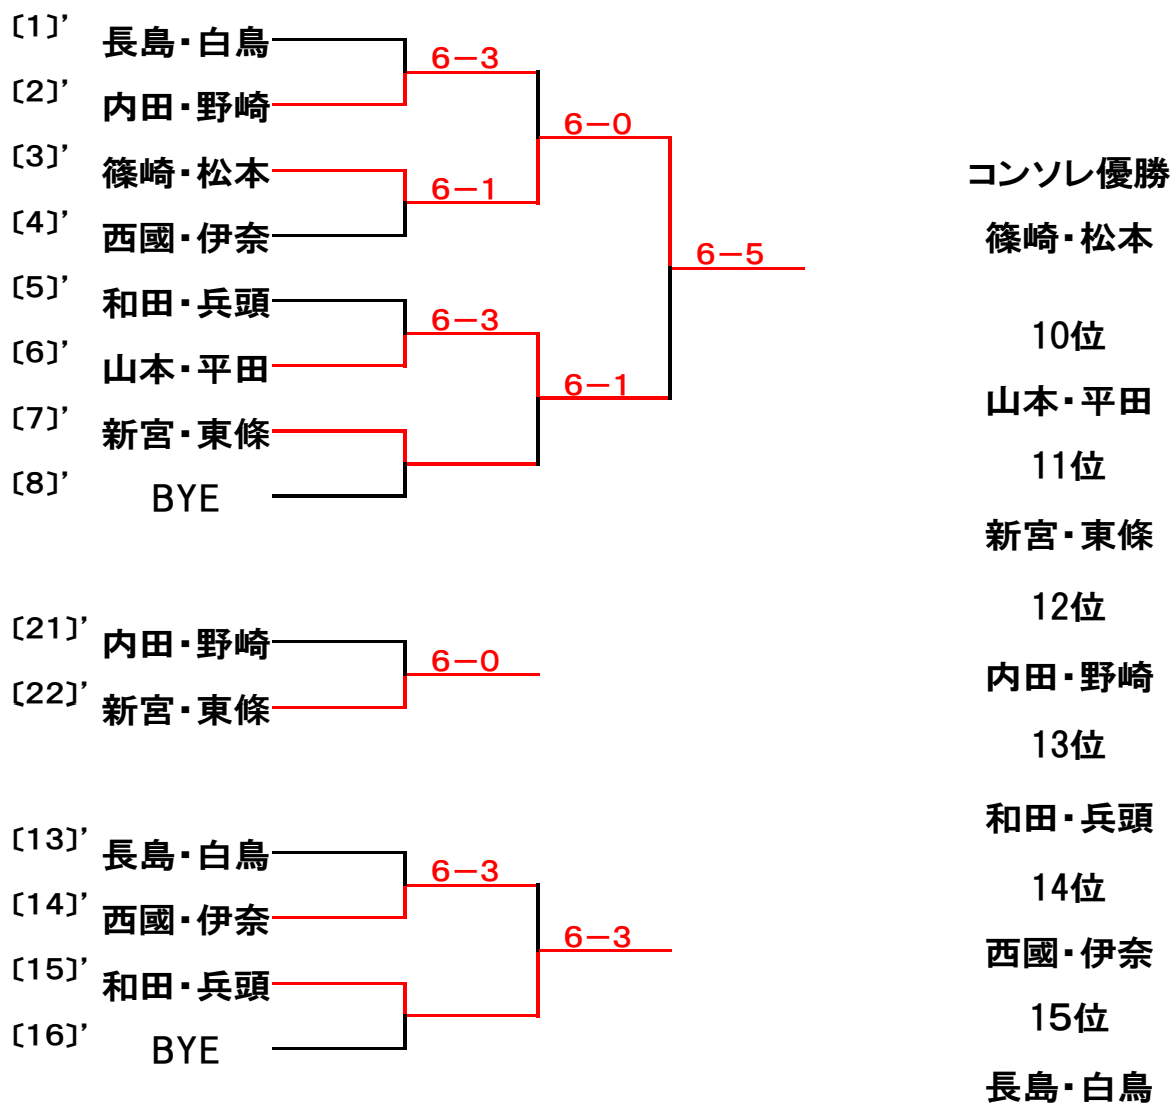 〔1〕’ 長島・白鳥
6－3
〔2〕’ 内田・野崎
6－0
〔3〕’ 篠崎・松本
6－1
〔4〕’ 西國・伊奈
6－5
〔5〕’ 和田・兵頭
6－3
〔6〕’ 山本・平田
6－1
〔7〕’ 新宮・東條
〔8〕’ BYE
〔21〕’ 内田・野崎
6－0
〔22〕’ 新宮・東條
〔13〕’ 長島・白鳥
6－3
〔14〕’ 西國・伊奈
6－3
〔15〕’ 和田・兵頭
〔16〕’ BYE
コンソレ優勝
篠崎・松本
10位
山本・平田
11位
新宮・東條
12位
内田・野崎
13位
和田・兵頭
14位
西國・伊奈
15位
長島・白鳥